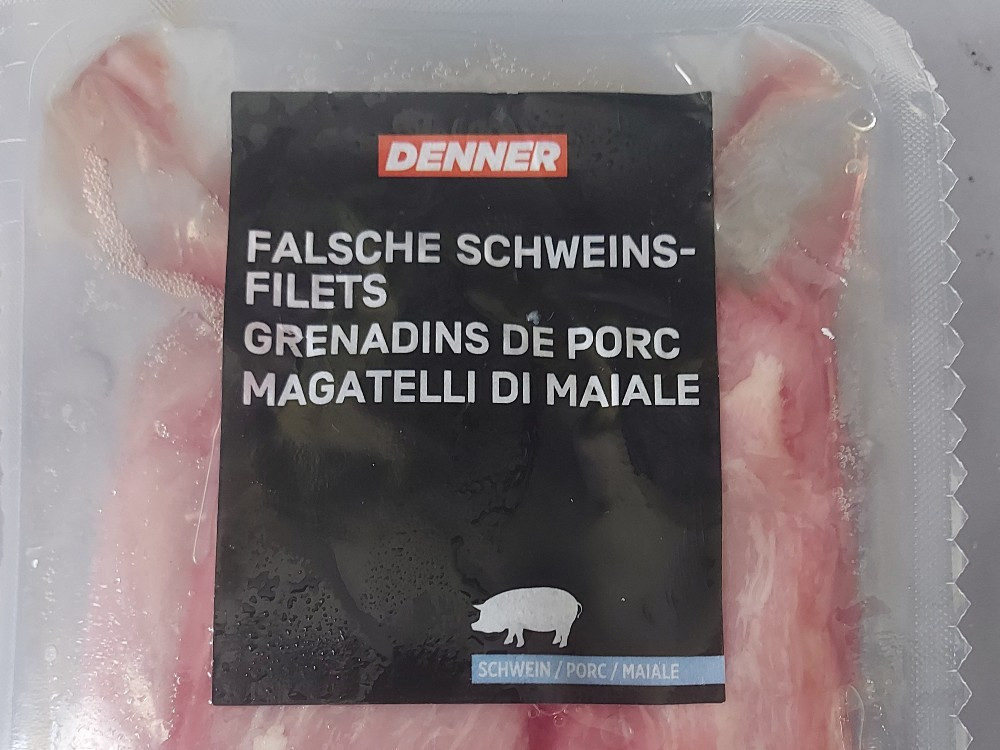 DENNER
FALSCHE SCHWEINS-
FILETS
GRENADINS DE PORC
MAGATELLI DI MAIALE
SCHWEIN / PORC / MAIALE